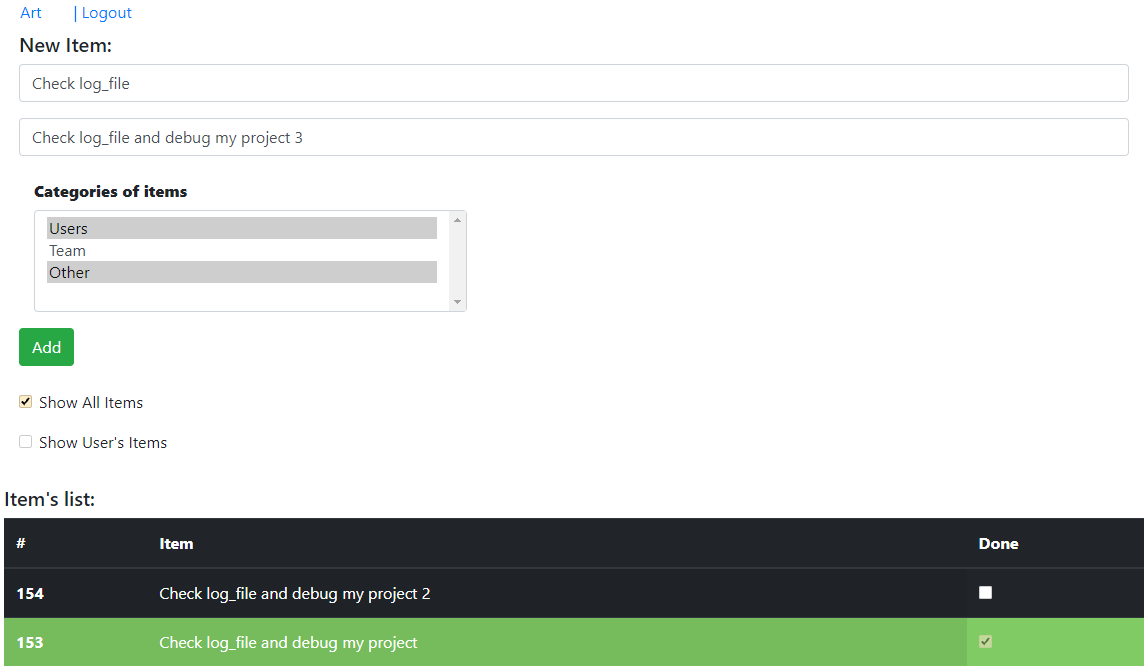 Art | Logout
New Item:
Check log_file
Check log_file and debug my project 3
Categories of items
Users
Team
Other
Add
Show All Items
Show User's Items
Item's list:
# Item Done
154 Check log_file and debug my project 2
153 Check log_file and debug my project